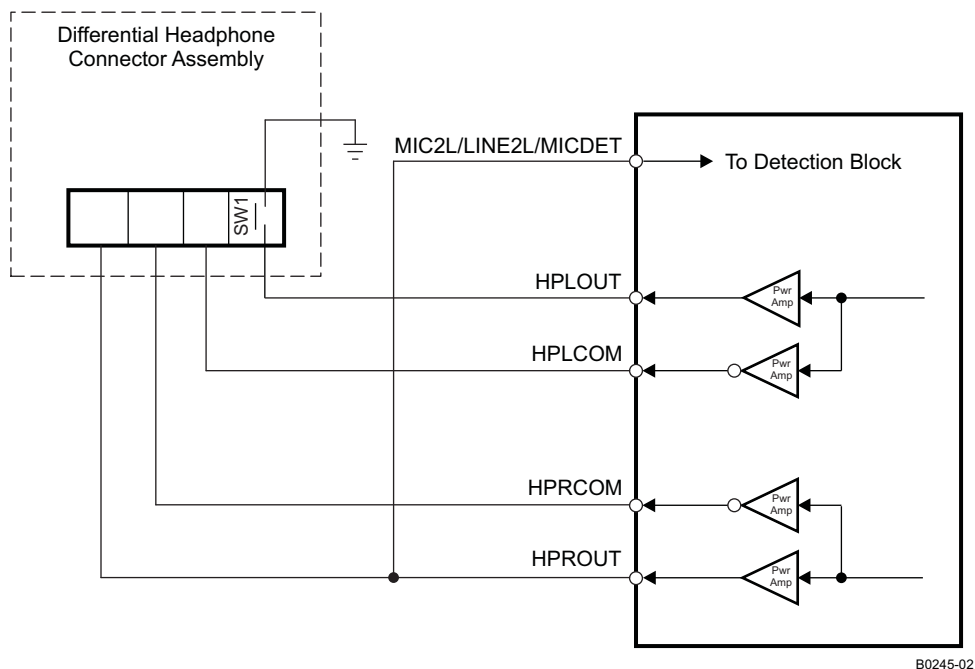 Differential Headphone
Connector Assembly
MIC2L/LINE2L/MICDET
To Detection Block
SW1
HPLOUT
Pwr
Amp
HPLCOM
Pwr
Amp
HPRCOM
Pwr
Amp
HPROUT
Pwr
Amp
B0245-02